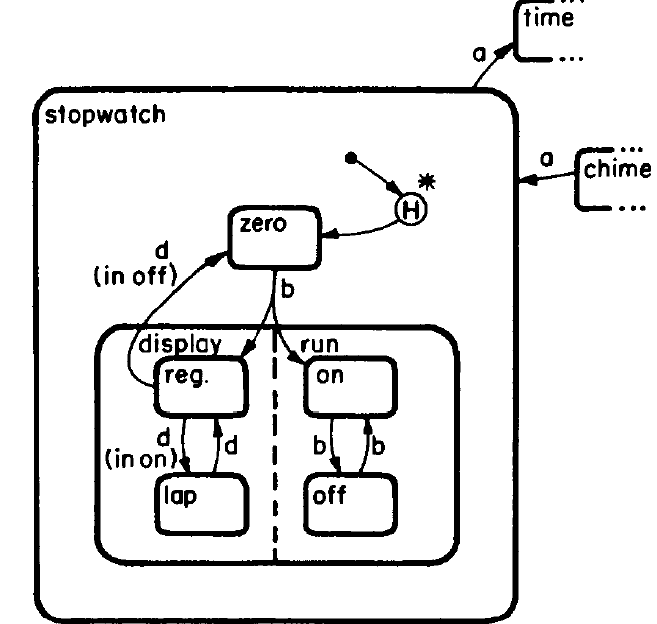 time
...
a
...
stopwatch
...
a
chime
*
H
...
zero
d
(in off)
b
display
run
reg.
on
d
(in on)
d
b
b
lap
off